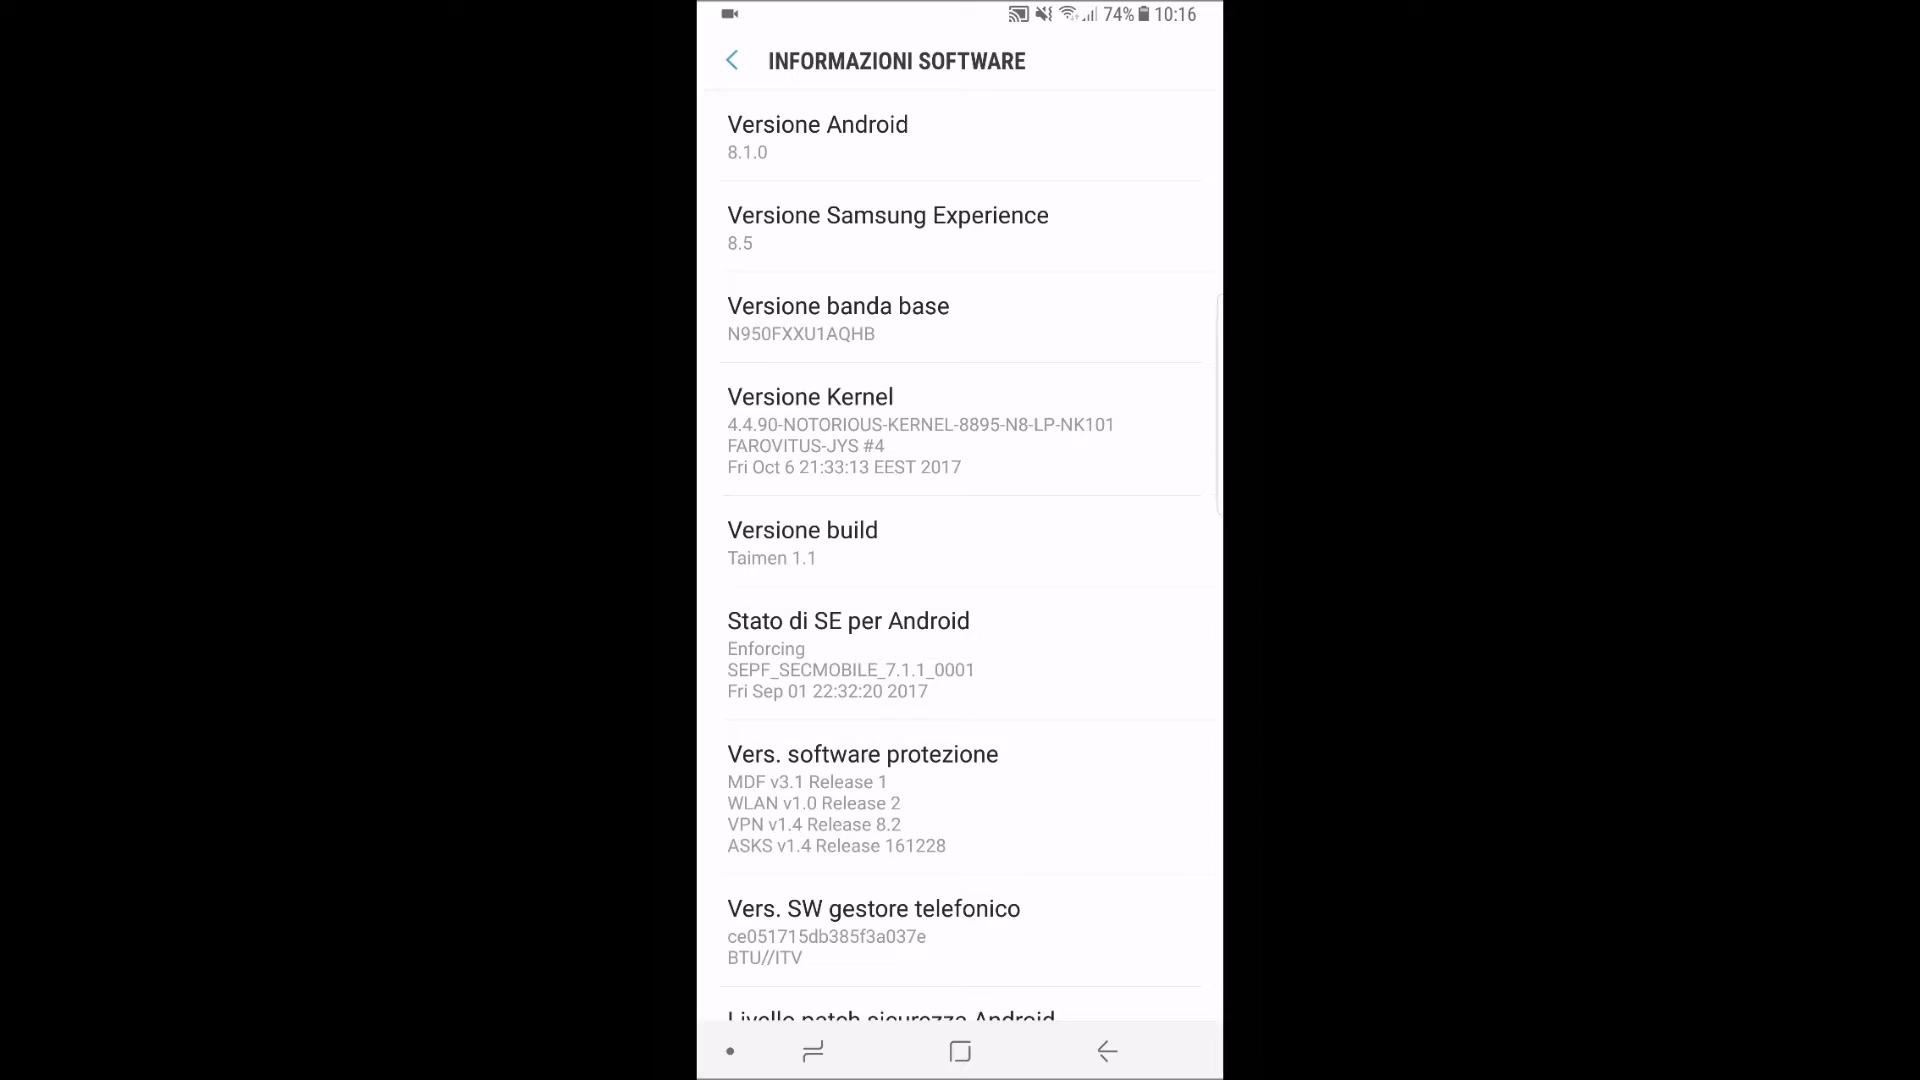 74% 10:16
INFORMAZIONI SOFTWARE
Versione Android
8.1.0
Versione Samsung Experience
8.5
Versione banda base
N950FXXU1AQHB
Versione Kernel
4.4.90-NOTORIOUS-KERNEL-8895-N8-LP-NK101
FAROVITUS-JYS #4
Fri Oct 6 21:33:13 EEST 2017
Versione build
Taimen 1.1
Stato di SE per Android
Enforcing
SEPF_SECMOBILE_7.1.1_0001
Fri Sep 01 22:32:20 2017
Vers. software protezione
MDF v3.1 Release 1
WLAN v1.0 Release 2
VPN v1.4 Release 8.2
ASKS v1.4 Release 161228
Vers. SW gestore telefonico
ce051715db385f3a037e
BTU//ITV
Livello patch sicurezza Android